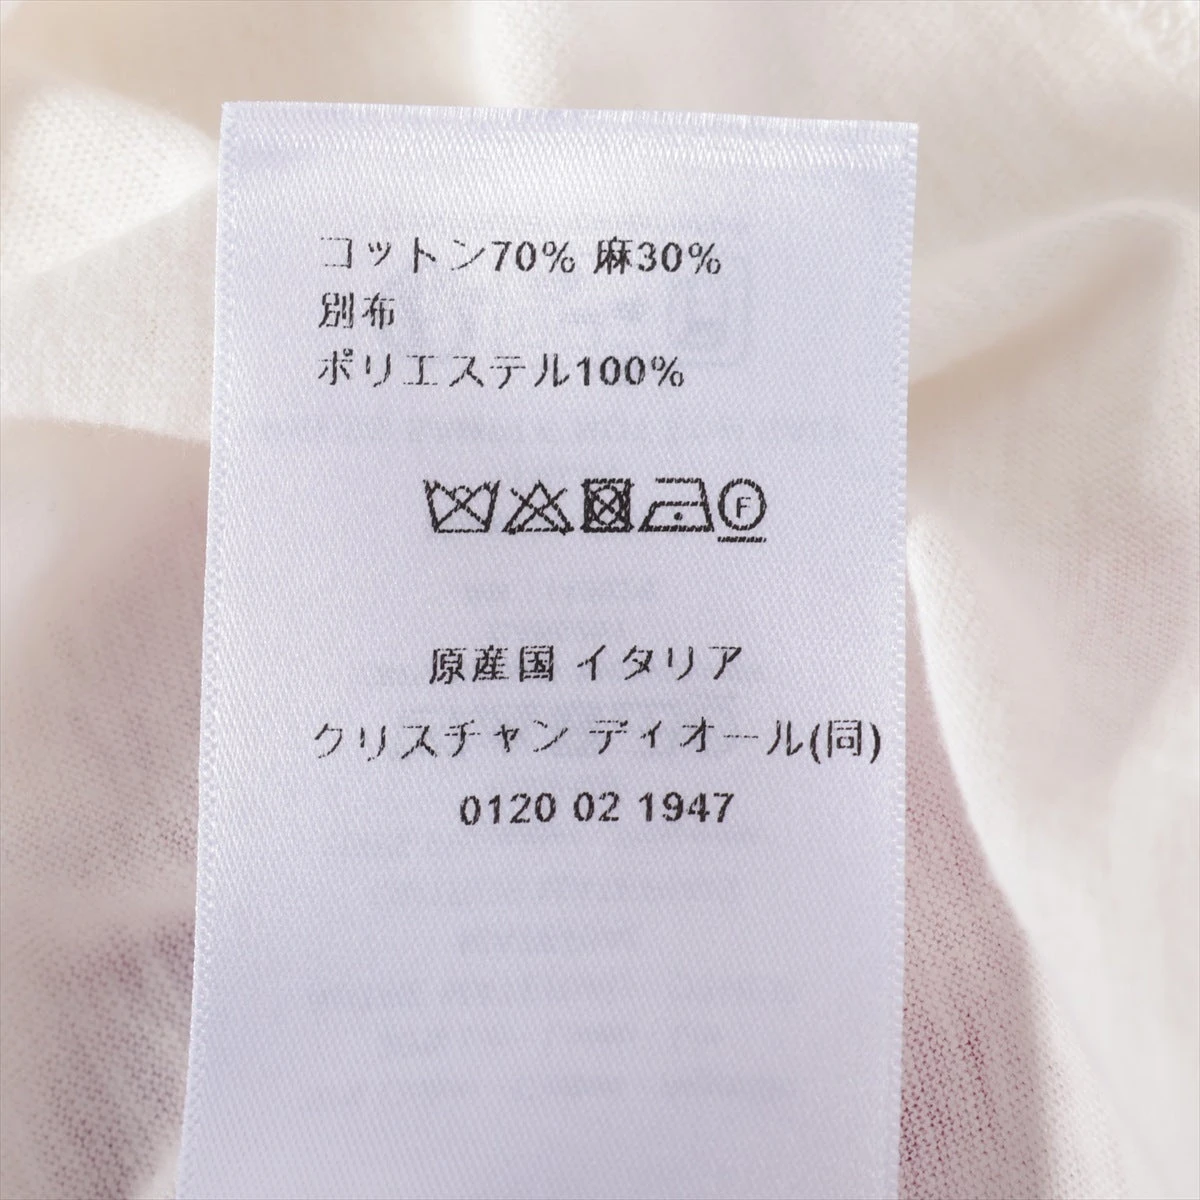 コットン70% 麻30%
別布
ポリエステル100%
F
原産国 イタリア
クリスチャン ディオール(同)
0120 02 1947